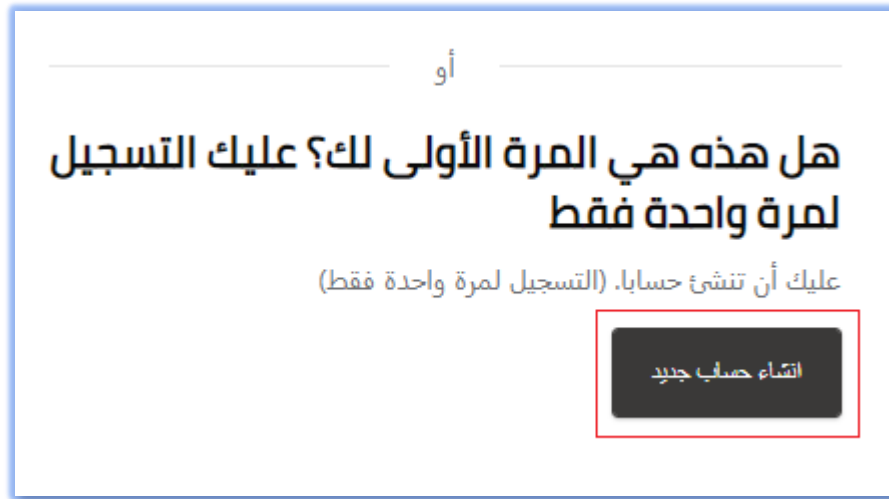 أو
هل هذه هي المرة الأولى لك؟ عليك التسجيل
لمرة واحدة فقط
عليك أن تنشئ حسابا. (التسجيل لمرة واحدة فقط)
انشاء حساب جديد